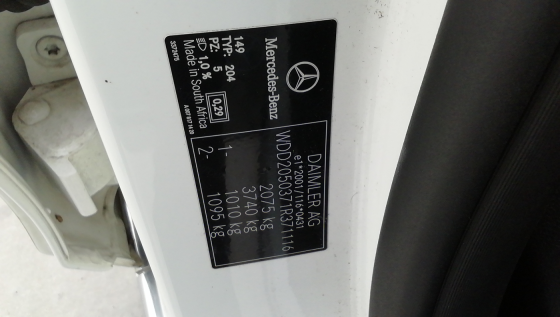 DAIMLER AG
e1*2001/116*0431
WDD2050371R371116
2075 kg
3740 kg
1- 1010 kg
2- 1095 kg
Mercedes-Benz
149
TYP: 204
PZ: 5
1,0 %
0,29
Made in South Africa